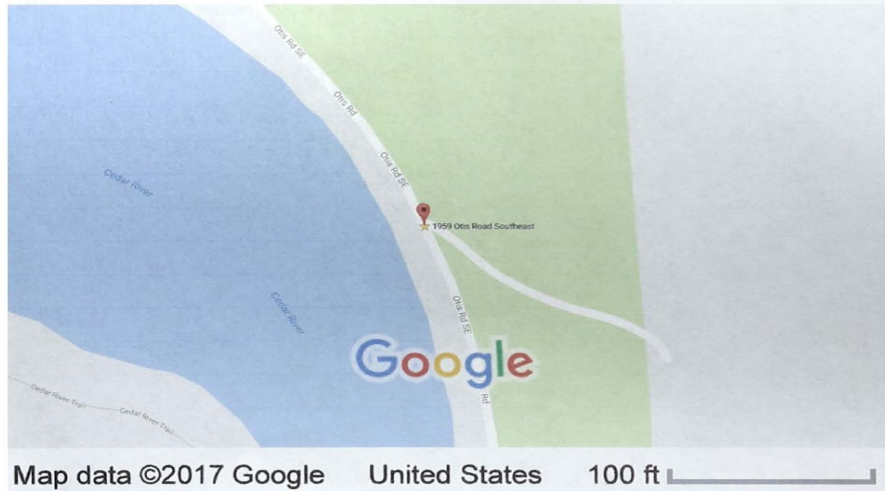 Otis Rd SE
Otis Rd
Otis Rd SE
Cedar River
1959 Otis Road Southeast
Cedar River
Otis Rd SE
Google
Rd
Cedar River Trail
Cedar River Trail
Map data ©2017 Google United States 100 ft